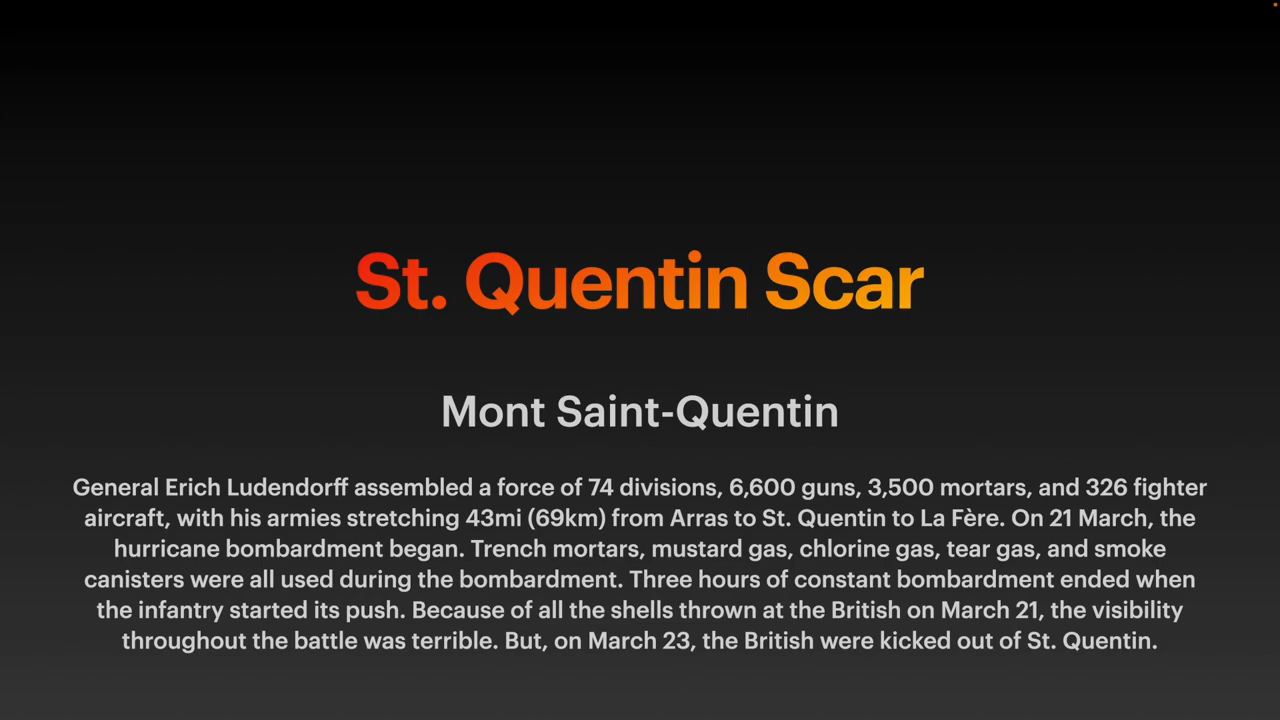 St. Quentin Scar
Mont Saint-Quentin
General Erich Ludendorff assembled a force of 74 divisions, 6,600 guns, 3,500 mortars, and 326 fighter
aircraft, with his armies stretching 43mi (69km) from Arras to St. Quentin to La Fère. On 21 March, the
hurricane bombardment began. Trench mortars, mustard gas, chlorine gas, tear gas, and smoke
canisters were all used during the bombardment. Three hours of constant bombardment ended when
the infantry started its push. Because of all the shells thrown at the British on March 21, the visibility
throughout the battle was terrible. But, on March 23, the British were kicked out of St. Quentin.